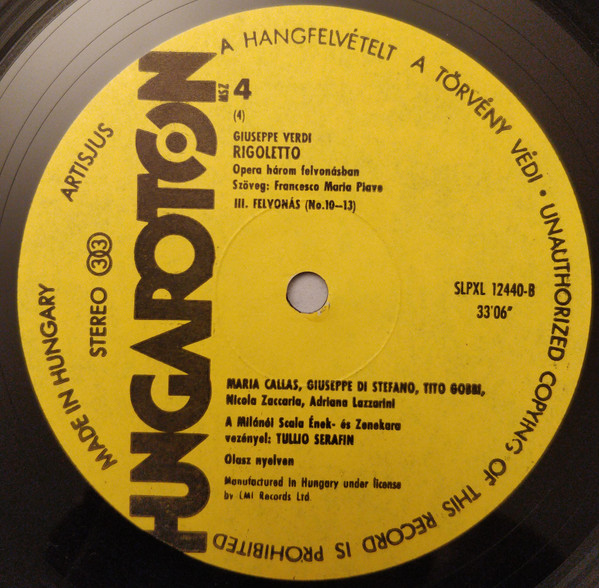 HUNGAROTON
MSZ 4
(4)
GIUSEPPE VERDI
RIGOLETTO
Opera három felvonásban
Szöveg: Francesco Maria Piave
III. FELVONÁS (No.10—13)
STEREO 33
SLPXL 12440-B
33'06"
MARIA CALLAS, GIUSEPPE DI STEFANO, TITO GOBBI,
Nicola Zaccaria, Adriana Lazzarini
A Milánói Scala Ének- és Zenekara
vezényel: TULLIO SERAFIN
Olasz nyelven
Manufactured in Hungary under license
by EMI Records Ltd.
MADE IN HUNGARY
ARTISJUS
A HANGFELVÉTELT A TÖRVÉNY VÉDI • UNAUTHORIZED COPYING OF THIS RECORD IS PROHIBITED